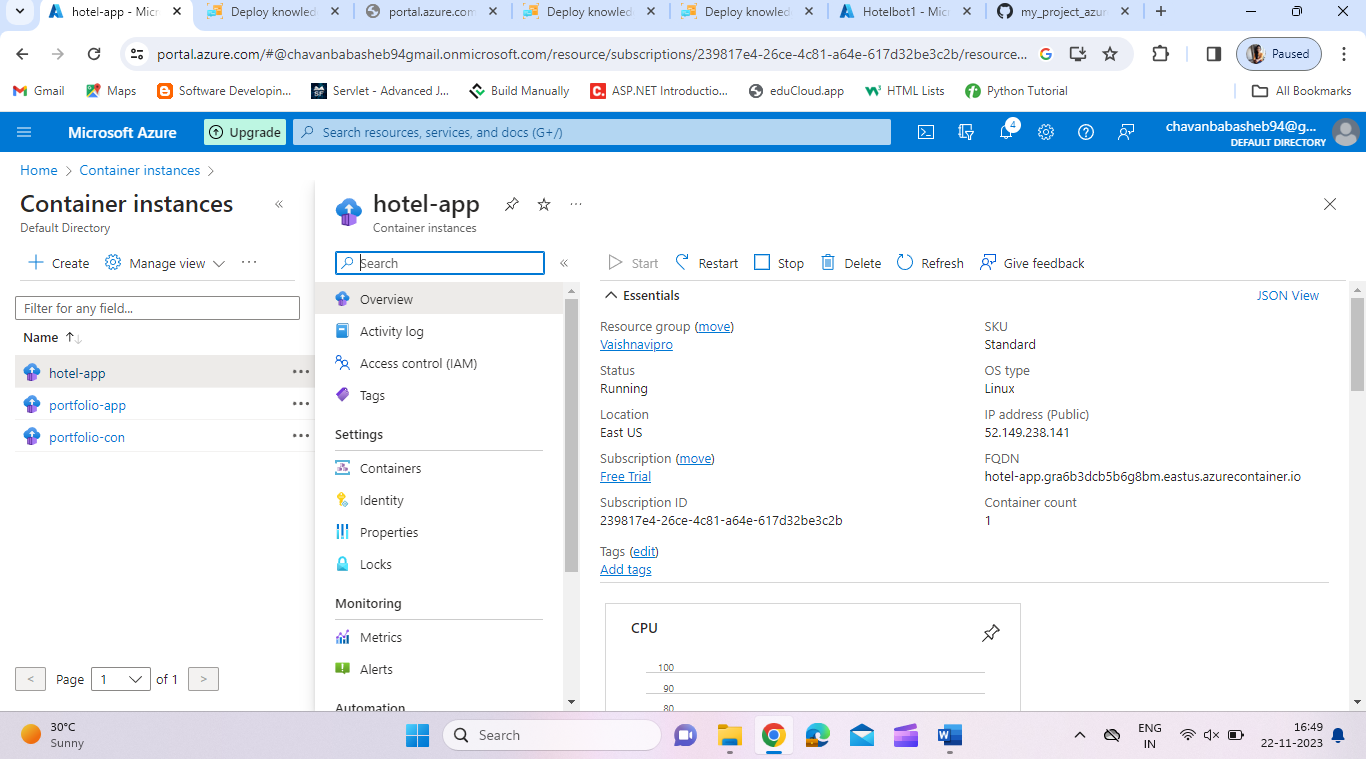 hotel-app - Micr
Deploy knowled
portal.azure.com
Deploy knowled
Deploy knowled
Hotelbot1 - Mic
my_project_azur
portal.azure.com/#@chavanbabasheb94gmail.onmicrosoft.com/resource/subscriptions/239817e4-26ce-4c81-a64e-617d32be3c2b/resource...
Paused
Gmail
Maps
Software Developin...
Servlet - Advanced J...
Build Manually
ASP.NET Introductio...
eduCloud.app
HTML Lists
Python Tutorial
All Bookmarks
Microsoft Azure
Upgrade
Search resources, services, and docs (G+/)
4
chavanbabasheb94@g...
DEFAULT DIRECTORY
Home > Container instances >
Container instances
Default Directory
Create
Manage view
Filter for any field...
Name
hotel-app
portfolio-app
portfolio-con
< Page 1 of 1 >
hotel-app
Container instances
Search
Overview
Activity log
Access control (IAM)
Tags
Settings
Containers
Identity
Properties
Locks
Monitoring
Metrics
Alerts
Automation
Start
Restart
Stop
Delete
Refresh
Give feedback
Essentials
JSON View
Resource group (move)
Vaishnavipro
Status
Running
Location
East US
Subscription (move)
Free Trial
Subscription ID
239817e4-26ce-4c81-a64e-617d32be3c2b
SKU
Standard
OS type
Linux
IP address (Public)
52.149.238.141
FQDN
hotel-app.gra6b3dcb5b6g8bm.eastus.azurecontainer.io
Container count
1
Tags (edit)
Add tags
CPU
100
90
80
30°C
Sunny
Search
ENG
IN
16:49
22-11-2023